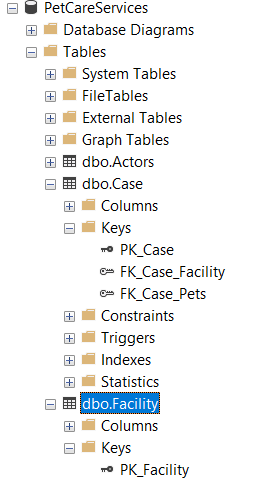 PetCareServices
Database Diagrams
Tables
System Tables
FileTables
External Tables
Graph Tables
dbo.Actors
dbo.Case
Columns
Keys
PK_Case
FK_Case_Facility
FK_Case_Pets
Constraints
Triggers
Indexes
Statistics
dbo.Facility
Columns
Keys
PK_Facility